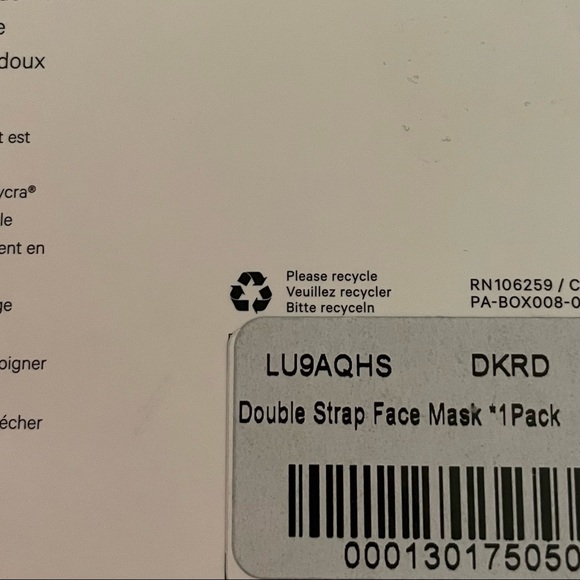 e
doux
t est
ycra®
le
ent en
ge
oigner
écher
Please recycle
Veuillez recycler
Bitte recyceln
RN106259 / C
PA-BOX008-0
LU9AQHS DKRD
Double Strap Face Mask *1Pack
000130175050